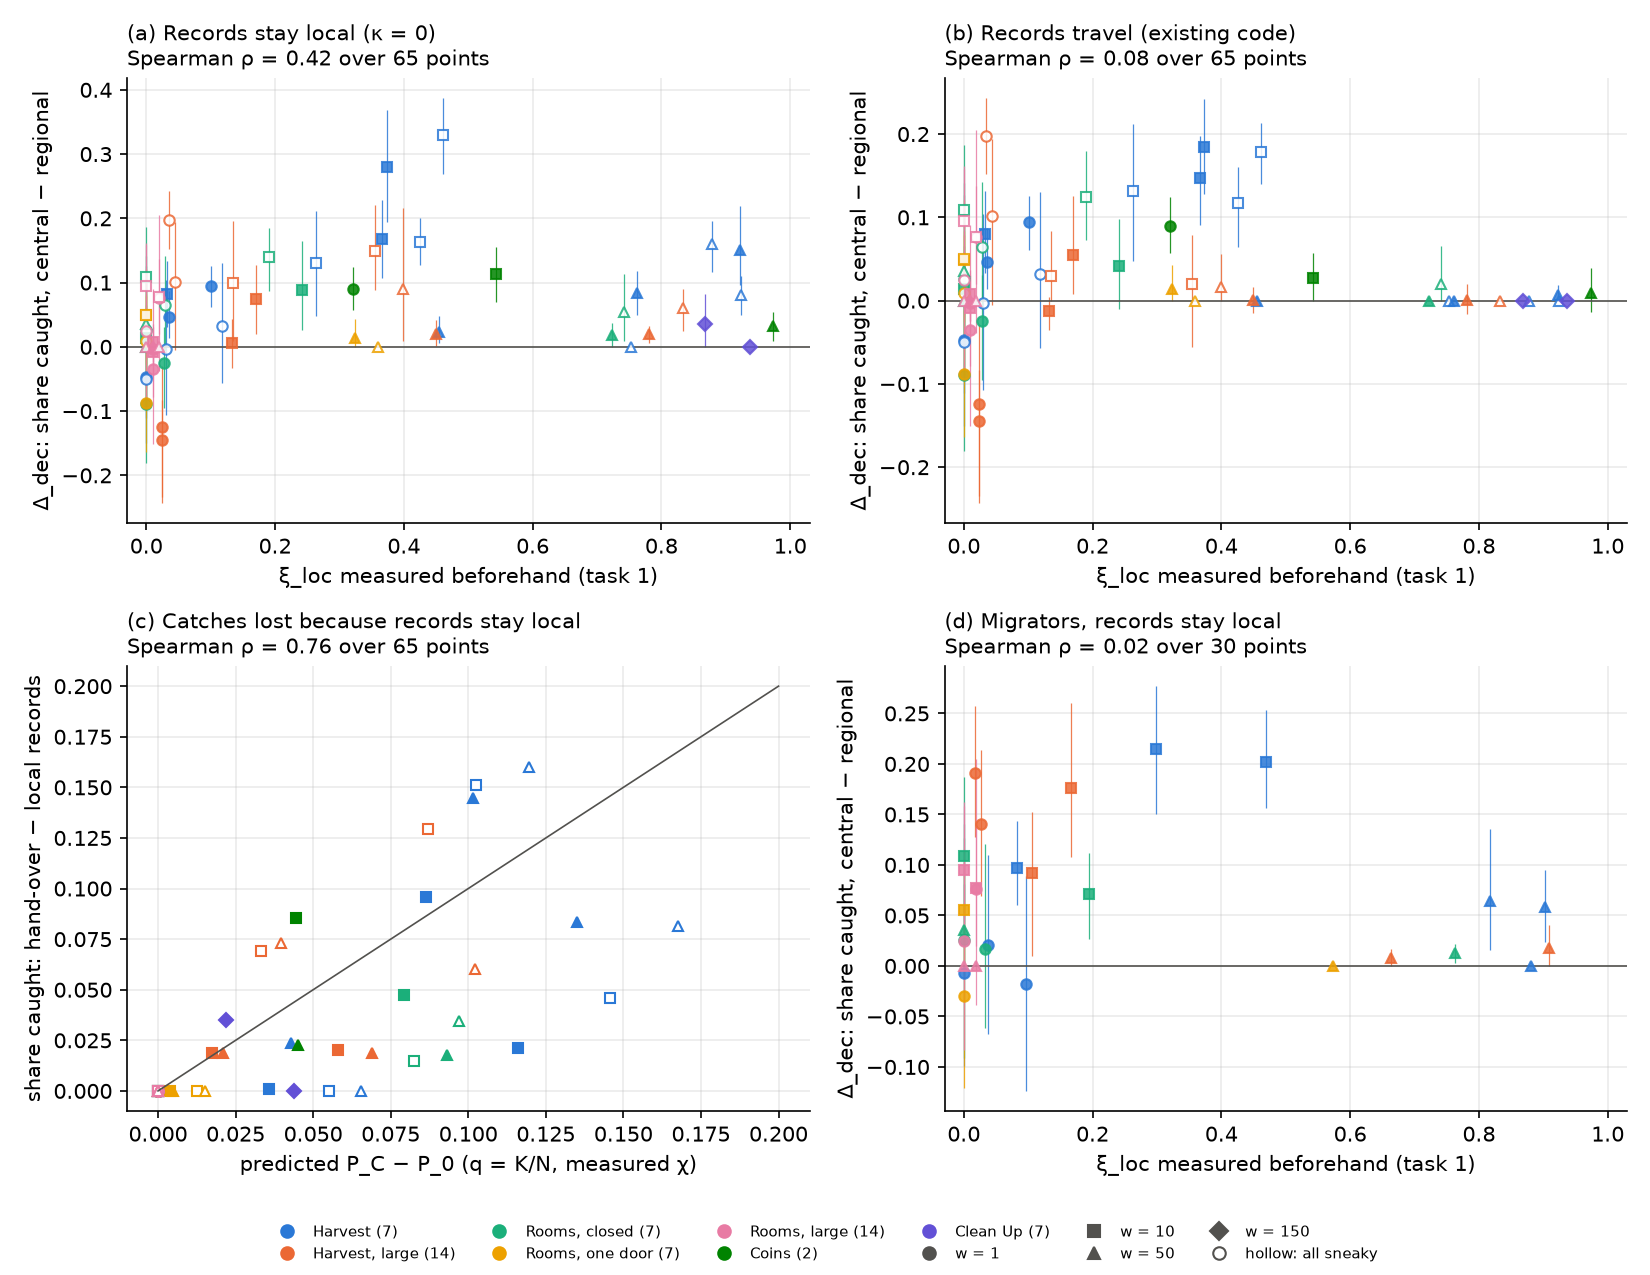 (a) Records stay local (κ = 0)
Spearman ρ = 0.42 over 65 points
0.4
0.3
0.2
0.1
0.0
−0.1
−0.2
Δ_dec: share caught, central − regional
0.0 0.2 0.4 0.6 0.8 1.0
ξ_loc measured beforehand (task 1)
(b) Records travel (existing code)
Spearman ρ = 0.08 over 65 points
0.2
0.1
0.0
−0.1
−0.2
Δ_dec: share caught, central − regional
0.0 0.2 0.4 0.6 0.8 1.0
ξ_loc measured beforehand (task 1)
(c) Catches lost because records stay local
Spearman ρ = 0.76 over 65 points
0.200
0.175
0.150
0.125
0.100
0.075
0.050
0.025
0.000
share caught: hand-over − local records
0.000 0.025 0.050 0.075 0.100 0.125 0.150 0.175 0.200
predicted P_C − P_0 (q = K/N, measured χ)
(d) Migrators, records stay local
Spearman ρ = 0.02 over 30 points
0.25
0.20
0.15
0.10
0.05
0.00
−0.05
−0.10
Δ_dec: share caught, central − regional
0.0 0.2 0.4 0.6 0.8 1.0
ξ_loc measured beforehand (task 1)
Harvest (7) Rooms, closed (7) Rooms, large (14) Clean Up (7) w = 10 w = 150
Harvest, large (14) Rooms, one door (7) Coins (2) w = 1 w = 50 hollow: all sneaky